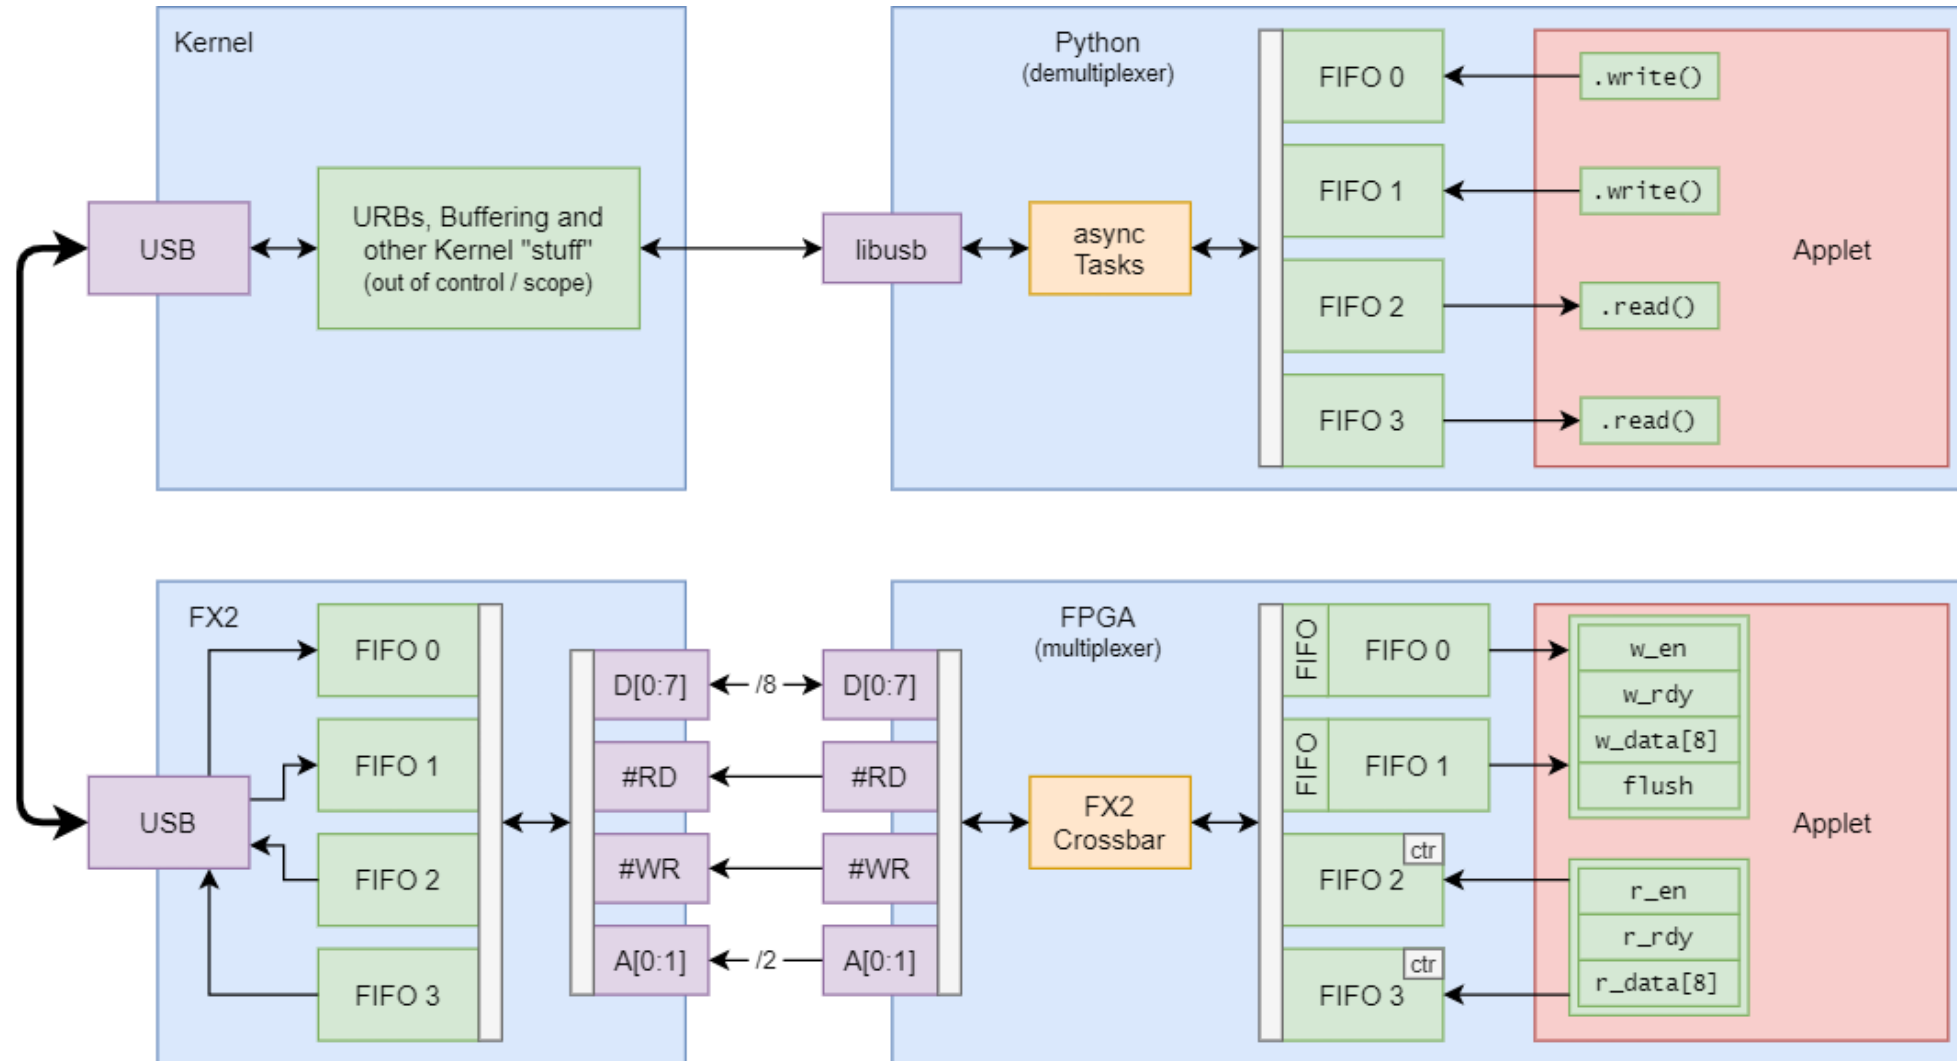 Kernel
USB
URBs, Buffering and
other Kernel "stuff"
(out of control / scope)
libusb
Python
(demultiplexer)
async
Tasks
FIFO 0
FIFO 1
FIFO 2
FIFO 3
.write()
.write()
.read()
.read()
Applet
FX2
USB
FIFO 0
FIFO 1
FIFO 2
FIFO 3
D[0:7]
#RD
#WR
A[0:1]
/8
/2
D[0:7]
#RD
#WR
A[0:1]
FPGA
(multiplexer)
FX2
Crossbar
FIFO
FIFO 0
FIFO
FIFO 1
ctr
FIFO 2
ctr
FIFO 3
w_en
w_rdy
w_data[8]
flush
r_en
r_rdy
r_data[8]
Applet